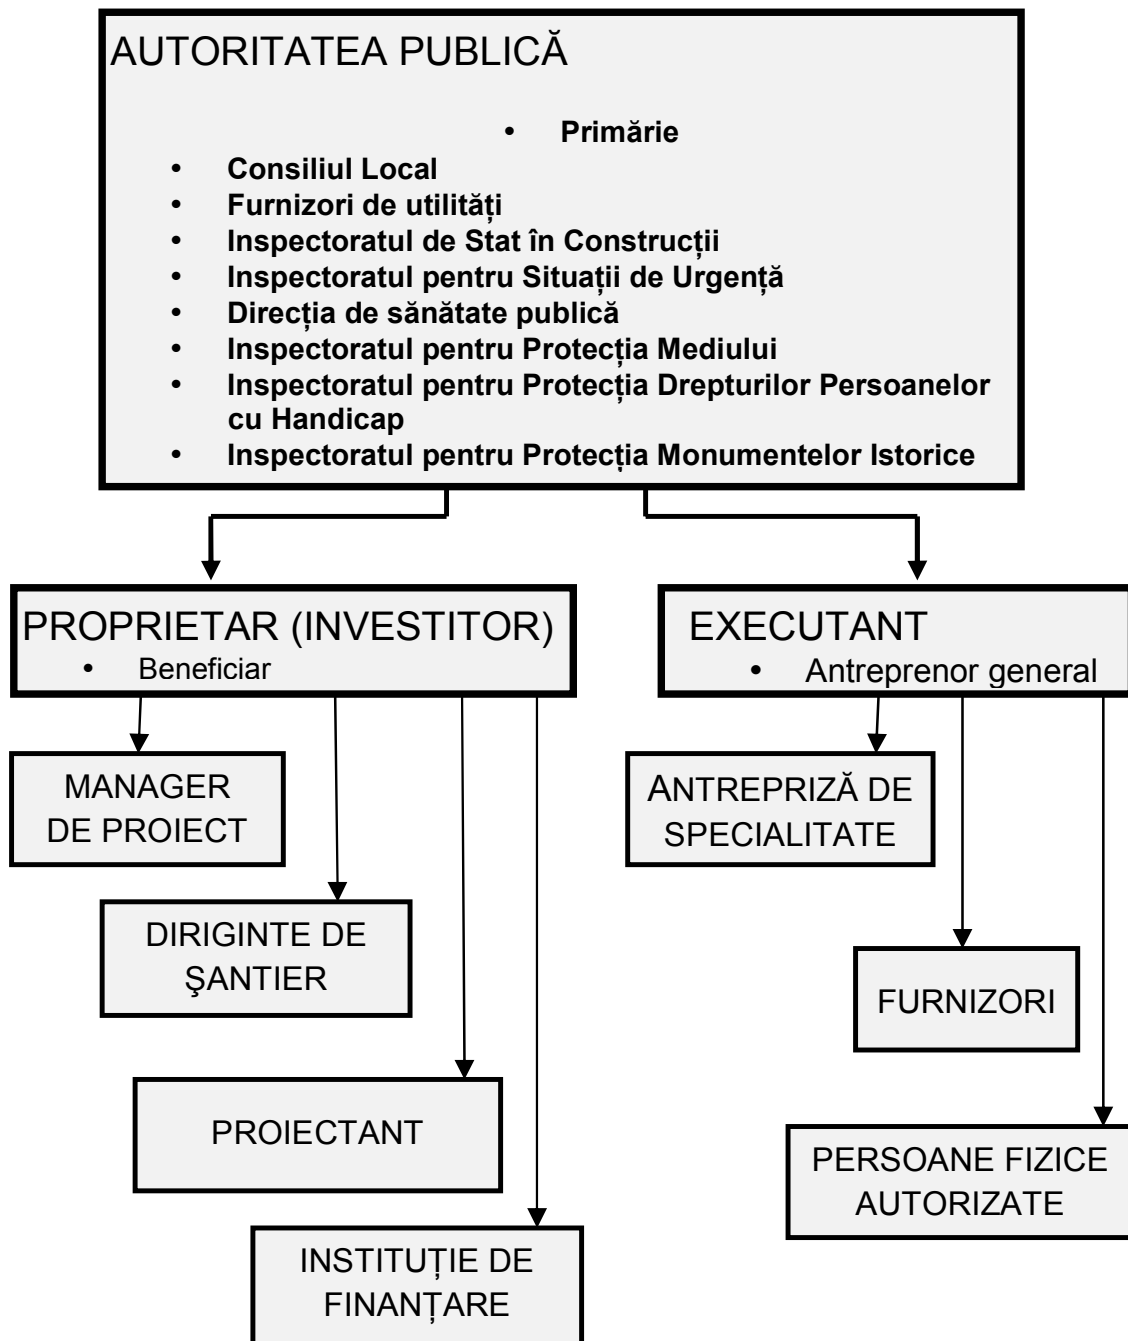 AUTORITATEA PUBLICĂ
• Primărie
• Consiliul Local
• Furnizori de utilități
• Inspectoratul de Stat în Construcții
• Inspectoratul pentru Situații de Urgență
• Direcția de sănătate publică
• Inspectoratul pentru Protecția Mediului
• Inspectoratul pentru Protecția Drepturilor Persoanelor
cu Handicap
• Inspectoratul pentru Protecția Monumentelor Istorice
PROPRIETAR (INVESTITOR)
• Beneficiar
EXECUTANT
• Antreprenor general
MANAGER
DE PROIECT
ANTREPRIZĂ DE
SPECIALITATE
DIRIGINTE DE
ŞANTIER
FURNIZORI
PROIECTANT
PERSOANE FIZICE
AUTORIZATE
INSTITUȚIE DE
FINANȚARE